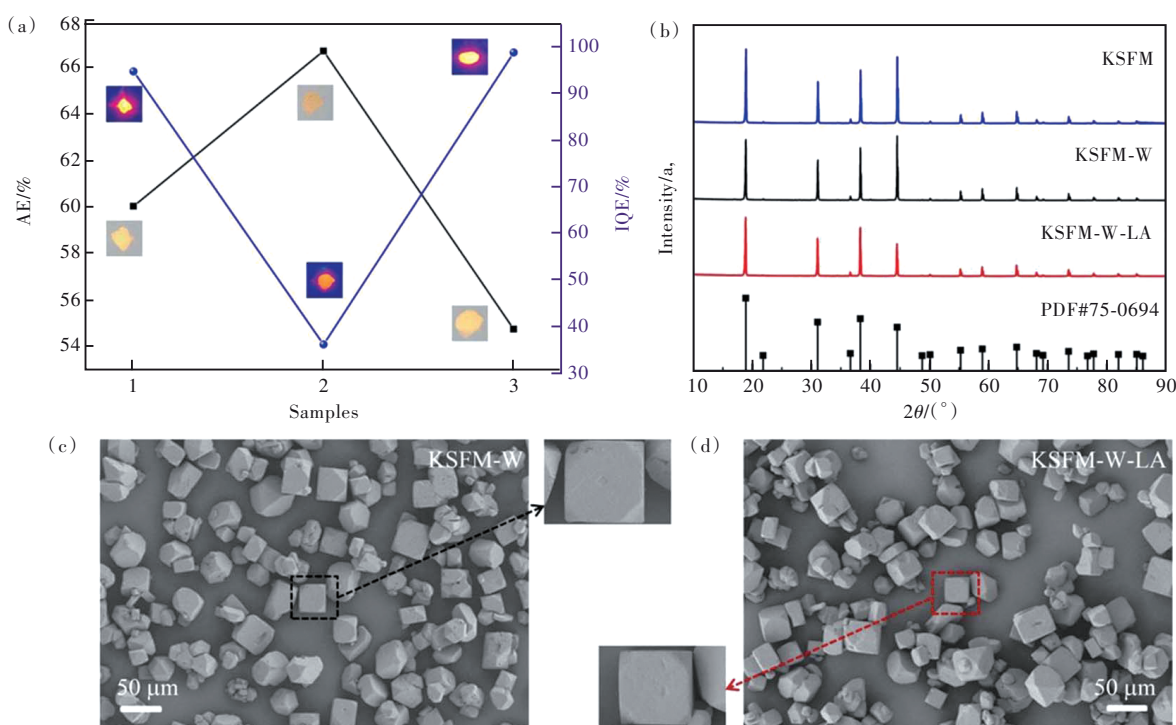 (a)
68
66
64
62
60
58
56
54
AE/%
100
90
80
70
60
50
40
30
IQE/%
1
2
3
Samples
(b)
KSFM
KSFM-W
KSFM-W-LA
PDF#75-0694
Intensity/a,
10
20
30
40
50
60
70
80
90
2θ/(°)
(c)
KSFM-W
50 μm
(d)
KSFM-W-LA
50 μm